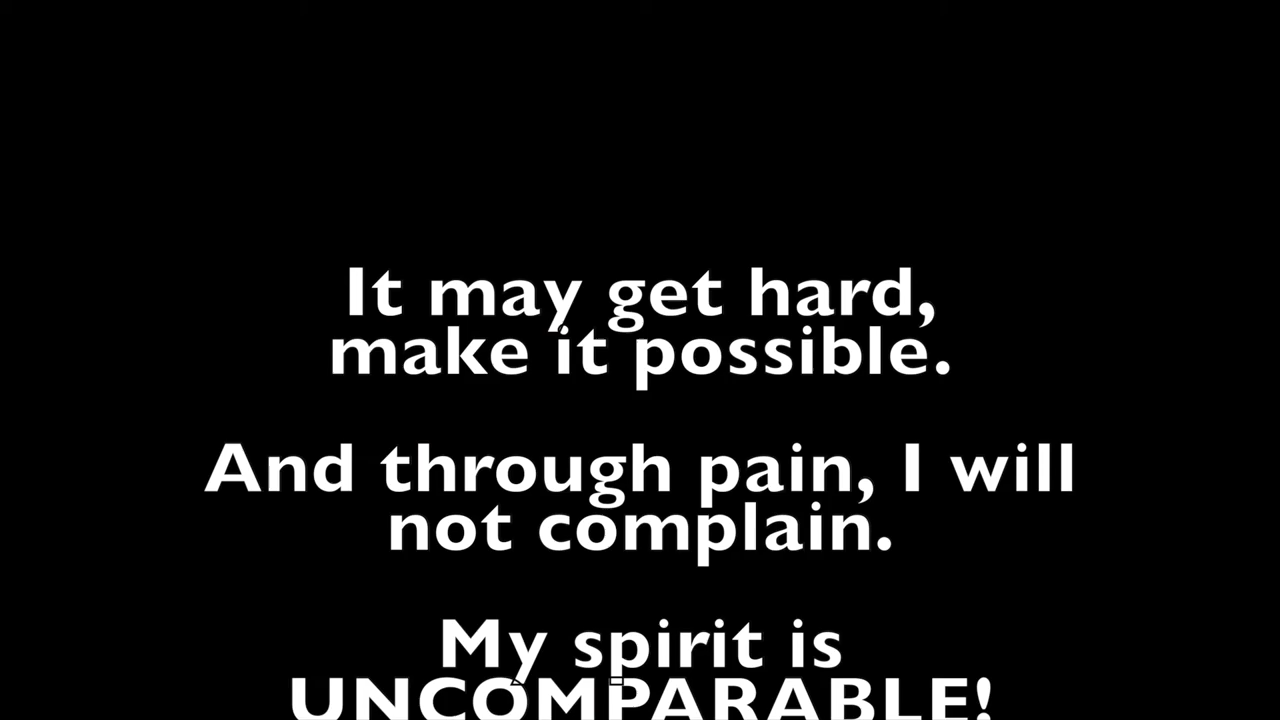 It may get hard,
make it possible.
And through pain, I will
not complain.
My spirit is
UNCOMPARABLE!